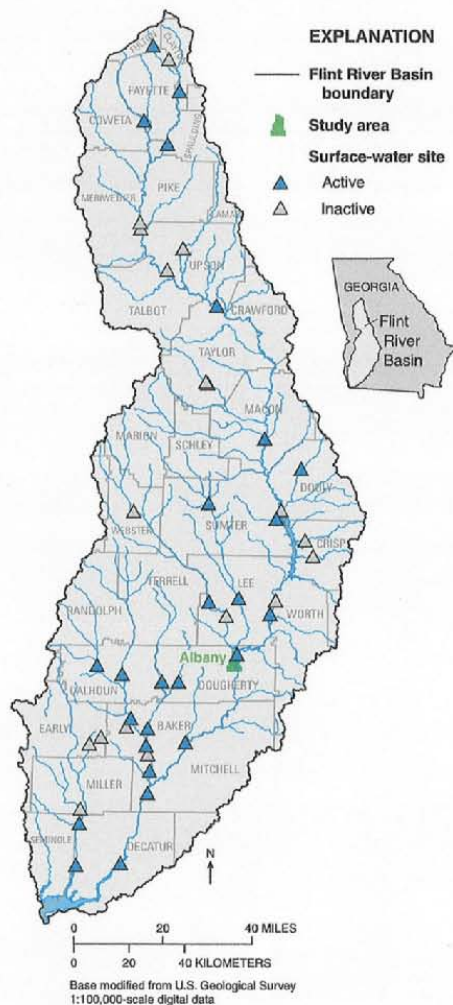 EXPLANATION
Flint River Basin
boundary
Study area
Surface-water site
Active
Inactive
GEORGIA
Flint
River
Basin
CLAYTON
FAYETTE
COWETA
SPAULDING
PIKE
MERIWETHER
LAMAR
UPSON
TALBOT
CRAWFORD
TAYLOR
MACON
MARION
SCHLEY
DOOLY
SUMTER
WEBSTER
CRISP
TERRELL
LEE
RANDOLPH
WORTH
Albany
CALHOUN
DOUGHERTY
EARLY
BAKER
MITCHELL
MILLER
SEMINOLE
DECATUR
N
0 20 40 MILES
0 20 40 KILOMETERS
Base modified from U.S. Geological Survey
1:100,000-scale digital data